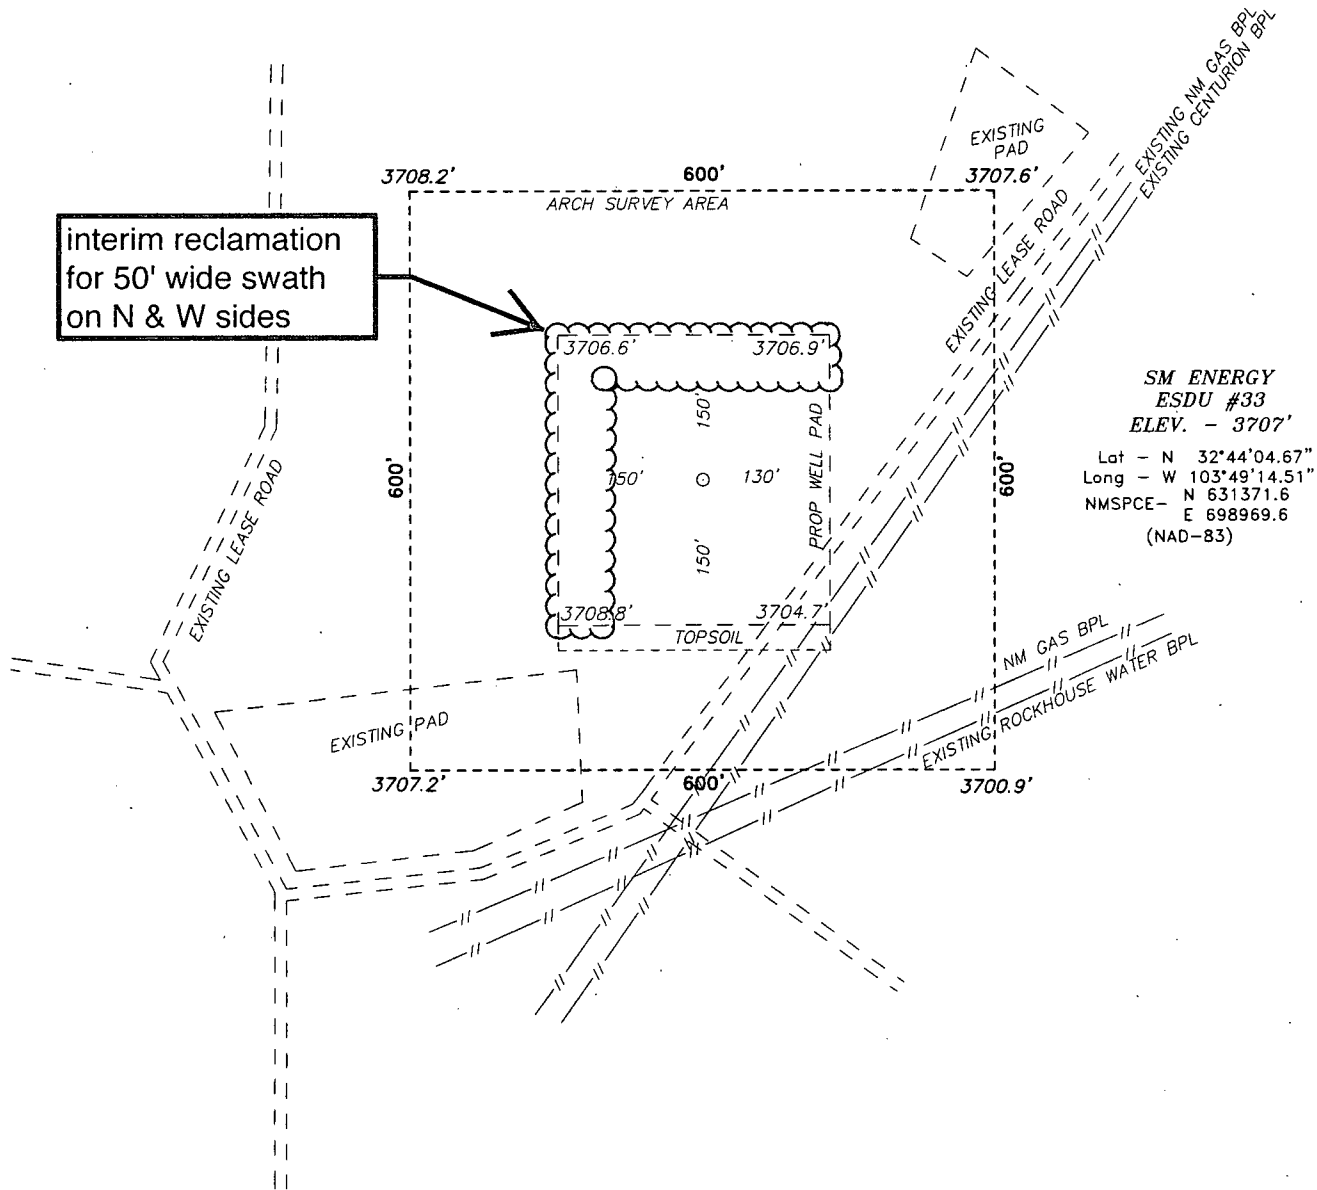 EXISTING NM GAS BPL
EXISTING CENTURION BPL
EXISTING
PAD
3708.2'
600'
3707.6'
ARCH SURVEY AREA
EXISTING LEASE ROAD
interim reclamation
for 50' wide swath
on N & W sides
3706.6'
3706.9'
SM ENERGY
ESDU #33
ELEV. - 3707'
Lat - N 32°44'04.67"
Long - W 103°49'14.51"
NMSPCE- N 631371.6
E 698969.6
(NAD-83)
150'
600'
150'
130'
PROP WELL PAD
600'
EXISTING LEASE ROAD
150'
3708.8'
3704.7'
TOPSOIL
NM GAS BPL
EXISTING ROCKHOUSE WATER BPL
EXISTING PAD
3707.2'
600'
3700.9'